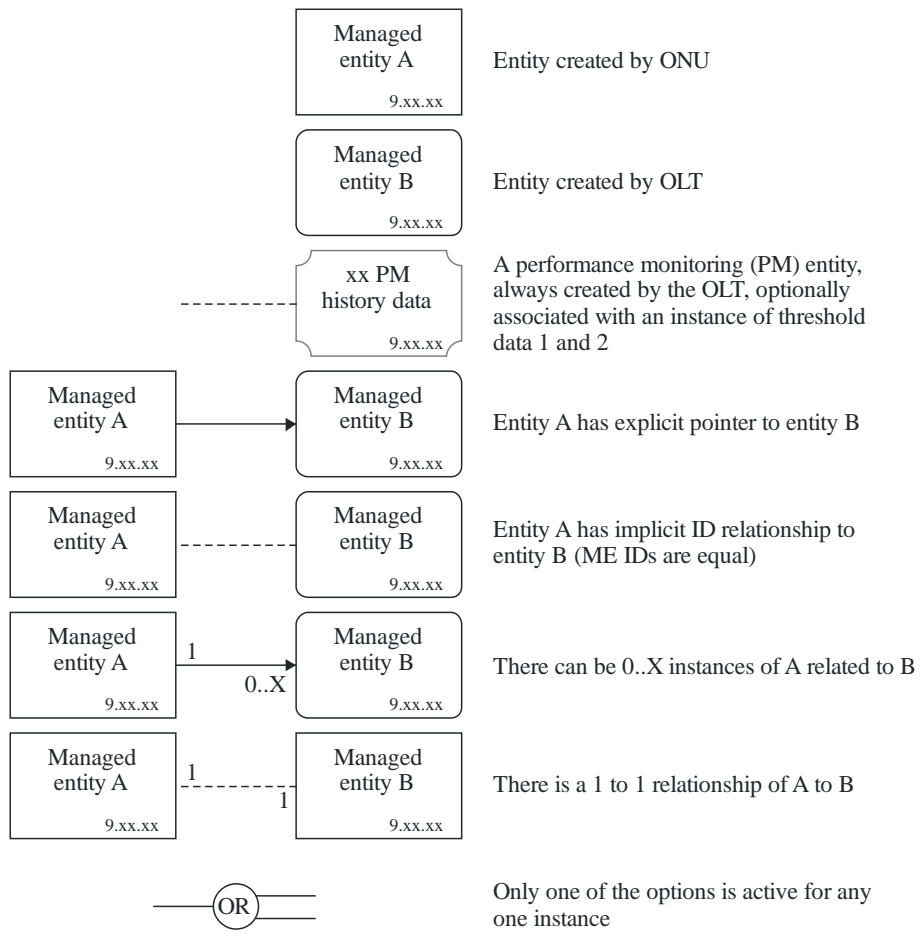 Managed
entity A
9.xx.xx
Entity created by ONU
Managed
entity B
9.xx.xx
Entity created by OLT
xx PM
history data
9.xx.xx
A performance monitoring (PM) entity,
always created by the OLT, optionally
associated with an instance of threshold
data 1 and 2
Managed
entity A
9.xx.xx
Managed
entity B
9.xx.xx
Entity A has explicit pointer to entity B
Managed
entity A
9.xx.xx
Managed
entity B
9.xx.xx
Entity A has implicit ID relationship to
entity B (ME IDs are equal)
Managed
entity A
9.xx.xx
1
0..X
Managed
entity B
9.xx.xx
There can be 0..X instances of A related to B
Managed
entity A
9.xx.xx
1
1
Managed
entity B
9.xx.xx
There is a 1 to 1 relationship of A to B
OR
Only one of the options is active for any
one instance